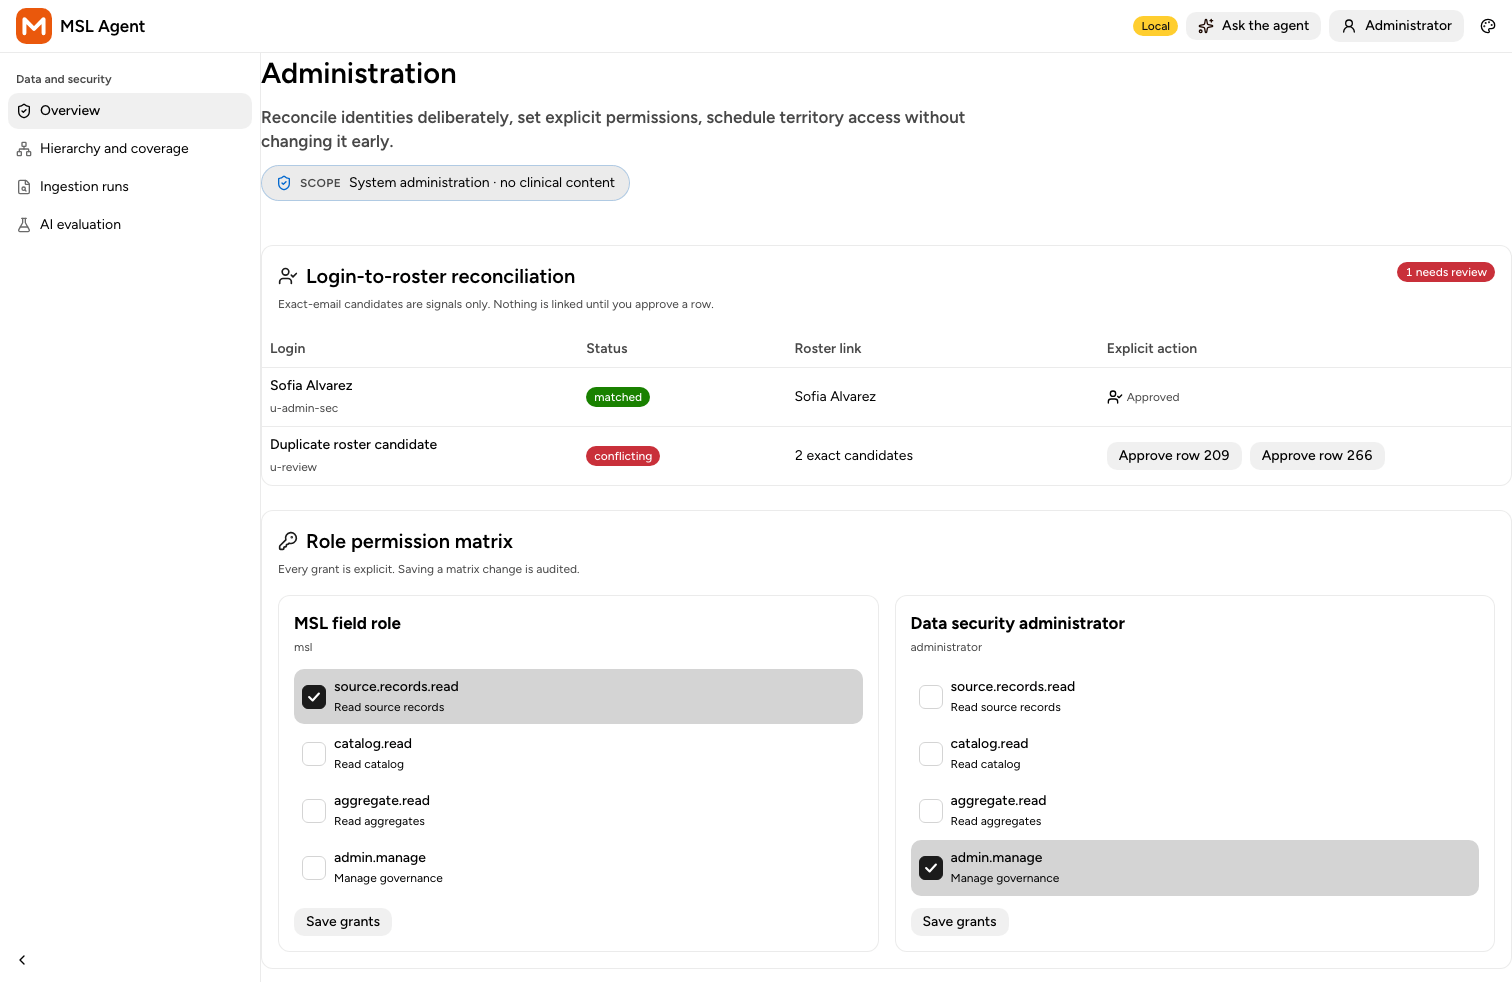 MSL Agent
Local
Ask the agent
Administrator
Data and security
Overview
Hierarchy and coverage
Ingestion runs
AI evaluation
Administration
Reconcile identities deliberately, set explicit permissions, schedule territory access without
changing it early.
SCOPE System administration · no clinical content
Login-to-roster reconciliation
1 needs review
Exact-email candidates are signals only. Nothing is linked until you approve a row.
Login Status Roster link Explicit action
Sofia Alvarez
u-admin-sec
matched
Sofia Alvarez
Approved
Duplicate roster candidate
u-review
conflicting
2 exact candidates
Approve row 209
Approve row 266
Role permission matrix
Every grant is explicit. Saving a matrix change is audited.
MSL field role
msl
source.records.read
Read source records
catalog.read
Read catalog
aggregate.read
Read aggregates
admin.manage
Manage governance
Save grants
Data security administrator
administrator
source.records.read
Read source records
catalog.read
Read catalog
aggregate.read
Read aggregates
admin.manage
Manage governance
Save grants